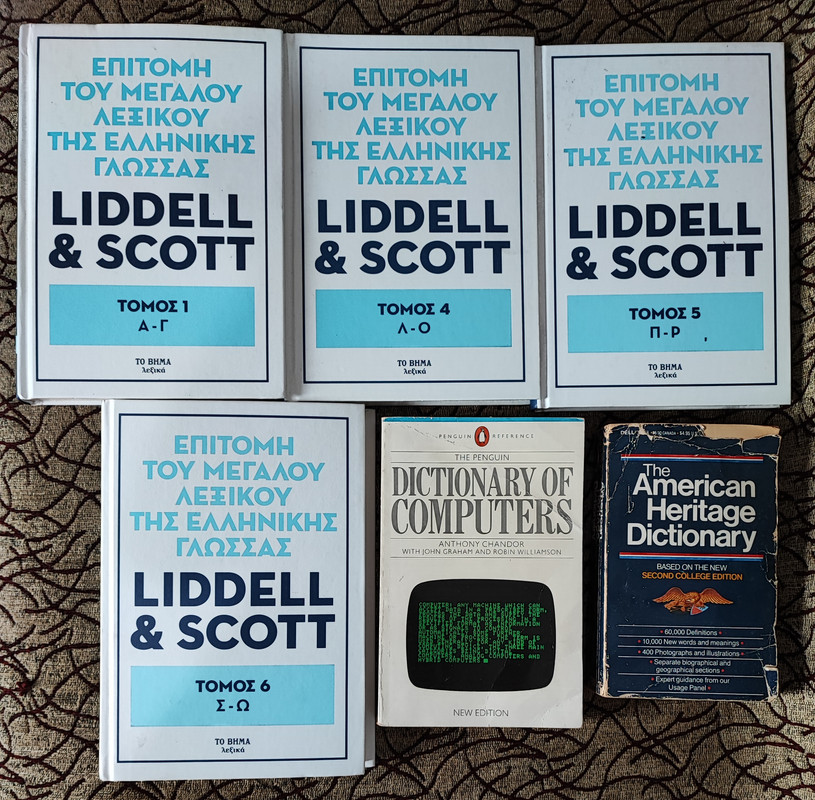 ΕΠΙΤΟΜΗ
ΤΟΥ ΜΕΓΑΛΟΥ
ΛΕΞΙΚΟΥ
ΤΗΣ ΕΛΛΗΝΙΚΗΣ
ΓΛΩΣΣΑΣ
LIDDELL
& SCOTT
ΤΟΜΟΣ 1
Α - Γ
ΤΟ ΒΗΜΑ
λεξικά
ΕΠΙΤΟΜΗ
ΤΟΥ ΜΕΓΑΛΟΥ
ΛΕΞΙΚΟΥ
ΤΗΣ ΕΛΛΗΝΙΚΗΣ
ΓΛΩΣΣΑΣ
LIDDELL
& SCOTT
ΤΟΜΟΣ 4
Λ - Ο
ΤΟ ΒΗΜΑ
λεξικά
ΕΠΙΤΟΜΗ
ΤΟΥ ΜΕΓΑΛΟΥ
ΛΕΞΙΚΟΥ
ΤΗΣ ΕΛΛΗΝΙΚΗΣ
ΓΛΩΣΣΑΣ
LIDDELL
& SCOTT
ΤΟΜΟΣ 5
Π - Ρ
ΤΟ ΒΗΜΑ
λεξικά
ΕΠΙΤΟΜΗ
ΤΟΥ ΜΕΓΑΛΟΥ
ΛΕΞΙΚΟΥ
ΤΗΣ ΕΛΛΗΝΙΚΗΣ
ΓΛΩΣΣΑΣ
LIDDELL
& SCOTT
ΤΟΜΟΣ 6
Σ - Ω
ΤΟ ΒΗΜΑ
λεξικά
PENGUIN REFERENCE
THE PENGUIN
DICTIONARY OF
COMPUTERS
ANTHONY CHANDOR
WITH JOHN GRAHAM AND ROBIN WILLIAMSON
COMPUTERS AND
HYBRID COMPUTERS
NEW EDITION
DELL
The
American
Heritage
Dictionary
BASED ON THE NEW
SECOND COLLEGE EDITION
• 60,000 Definitions •
• 10,000 New words and meanings •
• 400 Photographs and illustrations •
• Separate biographical and
geographical sections •
• Expert guidance from our
Usage Panel •